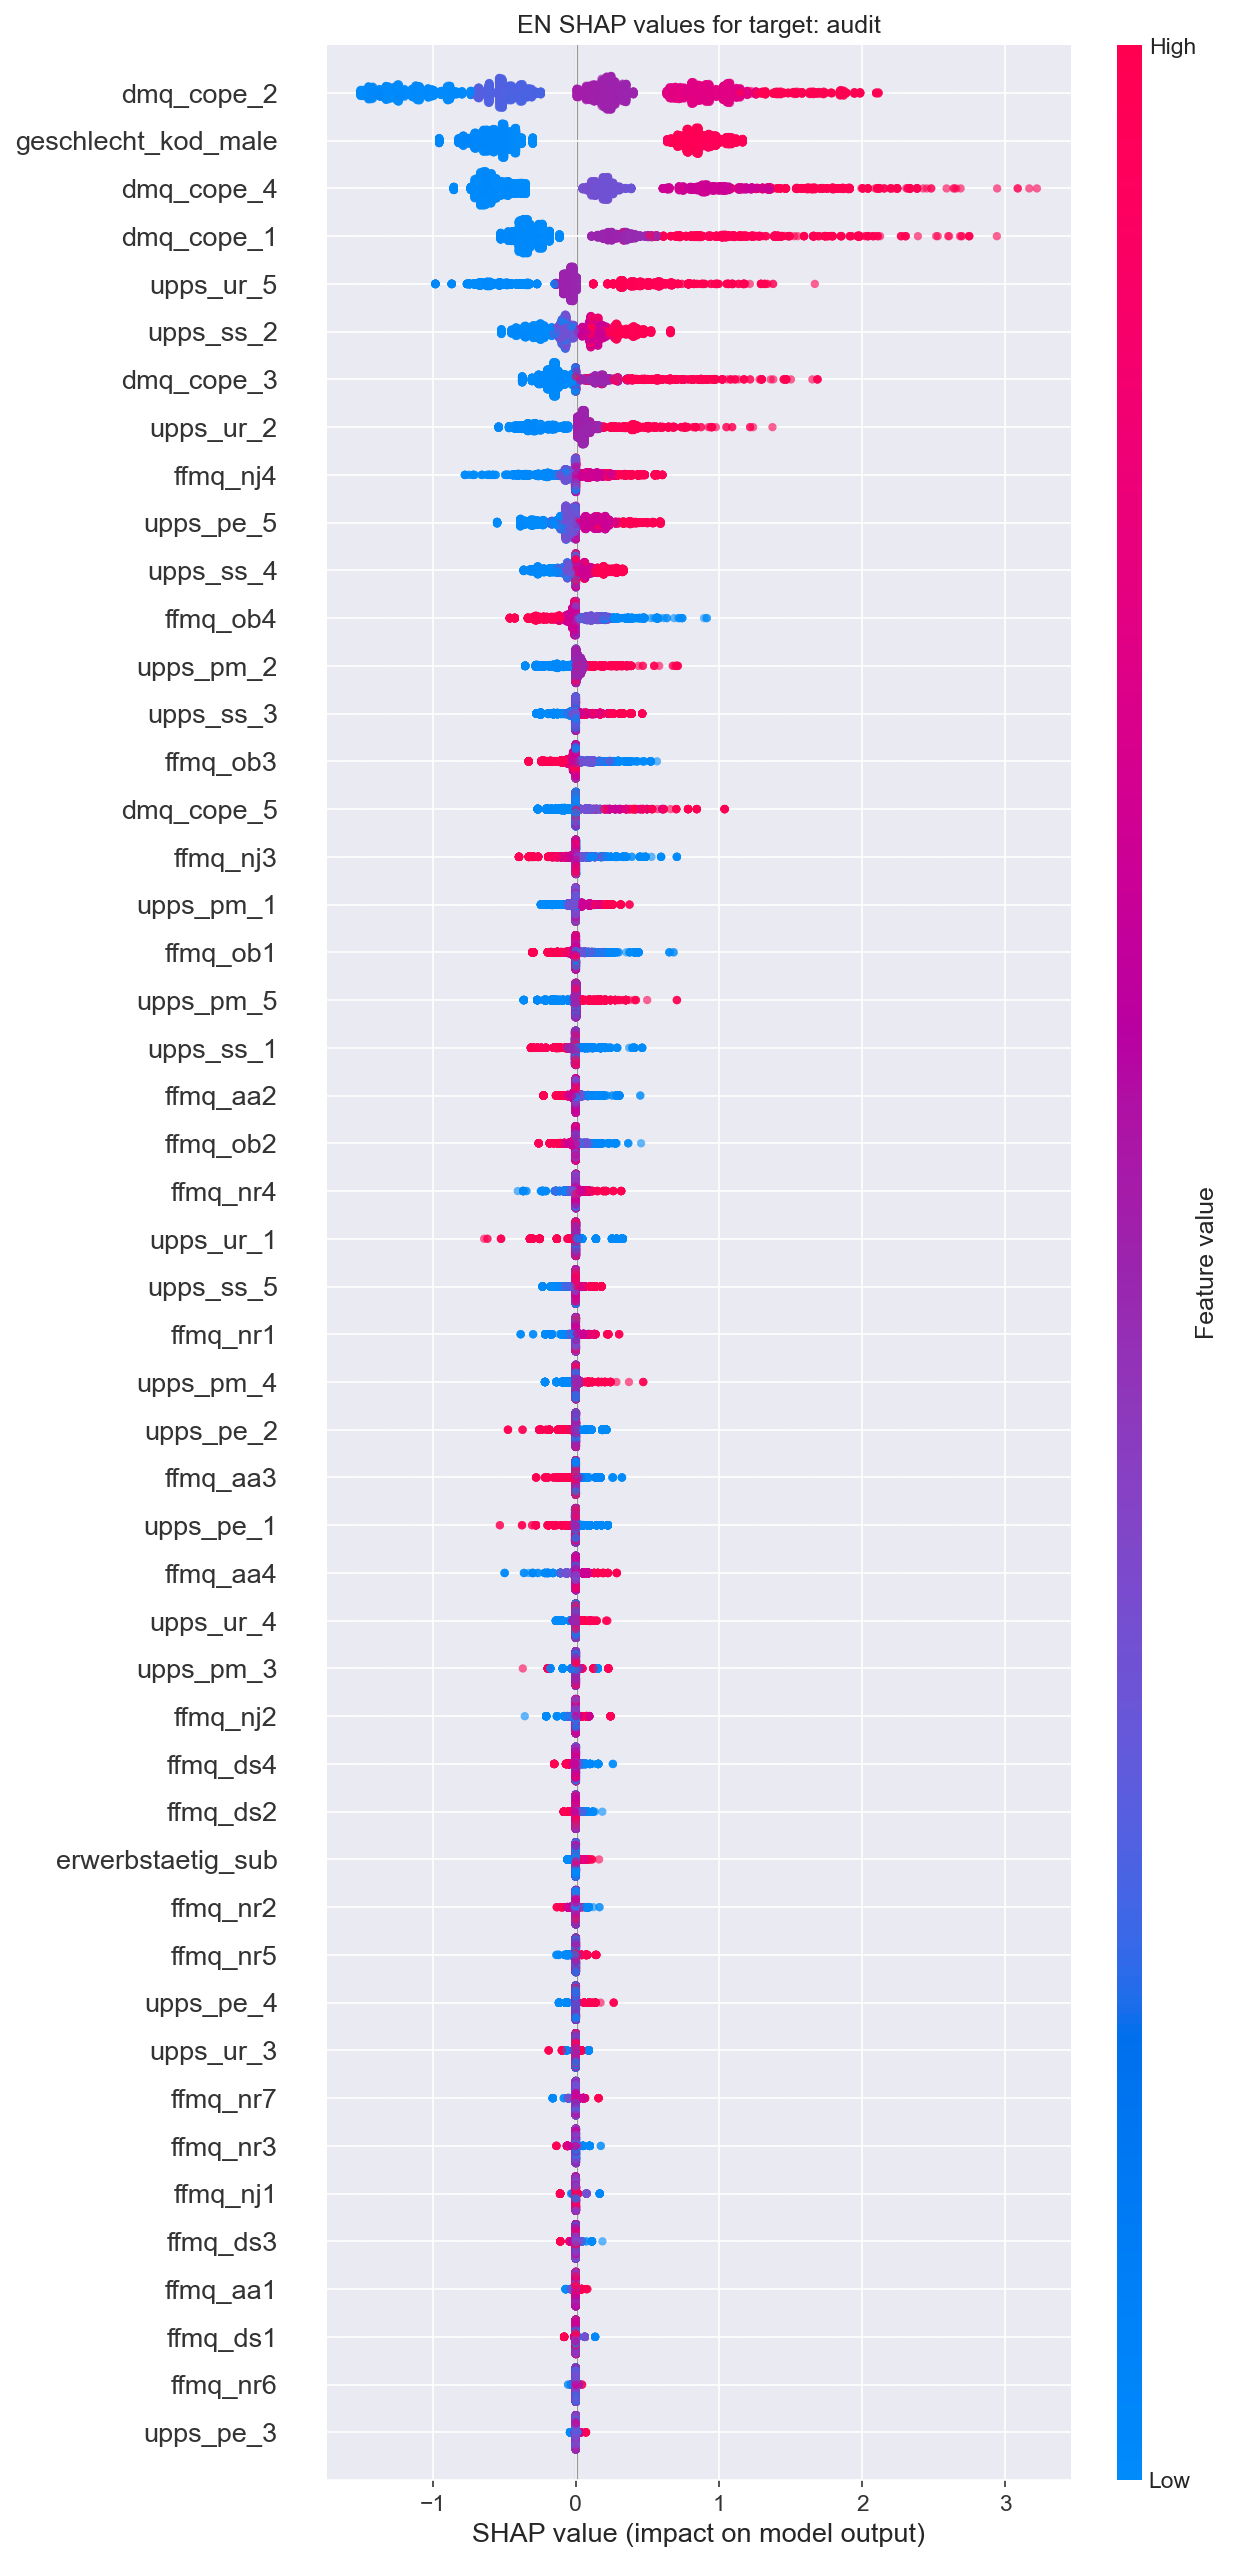 EN SHAP values for target: audit
High
dmq_cope_2
geschlecht_kod_male
dmq_cope_4
dmq_cope_1
upps_ur_5
upps_ss_2
dmq_cope_3
upps_ur_2
ffmq_nj4
upps_pe_5
upps_ss_4
ffmq_ob4
upps_pm_2
upps_ss_3
ffmq_ob3
dmq_cope_5
ffmq_nj3
upps_pm_1
ffmq_ob1
upps_pm_5
upps_ss_1
ffmq_aa2
ffmq_ob2
ffmq_nr4
upps_ur_1
upps_ss_5
ffmq_nr1
upps_pm_4
upps_pe_2
ffmq_aa3
upps_pe_1
ffmq_aa4
upps_ur_4
upps_pm_3
ffmq_nj2
ffmq_ds4
ffmq_ds2
erwerbstaetig_sub
ffmq_nr2
ffmq_nr5
upps_pe_4
upps_ur_3
ffmq_nr7
ffmq_nr3
ffmq_nj1
ffmq_ds3
ffmq_aa1
ffmq_ds1
ffmq_nr6
upps_pe_3
Feature value
Low
−1 0 1 2 3
SHAP value (impact on model output)